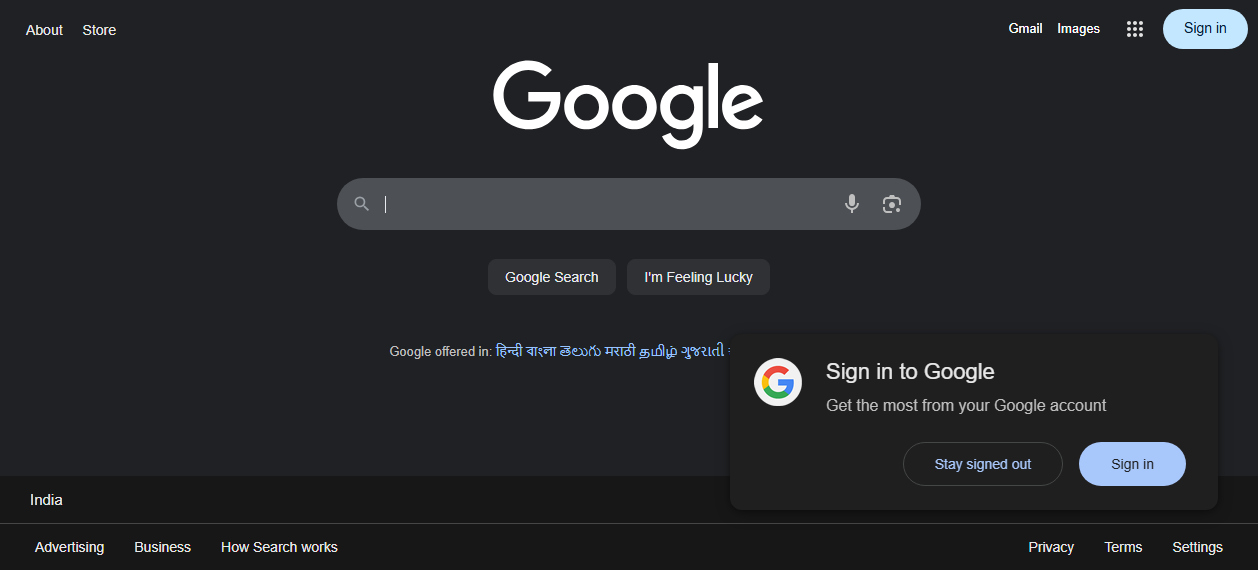 About Store
Gmail Images Sign in
Google
Google Search I'm Feeling Lucky
Google offered in: हिन्दी বাংলা తెలుగు मराठी தமிழ் ગુજરાતી
Sign in to Google
Get the most from your Google account
Stay signed out Sign in
India
Advertising Business How Search works
Privacy Terms Settings